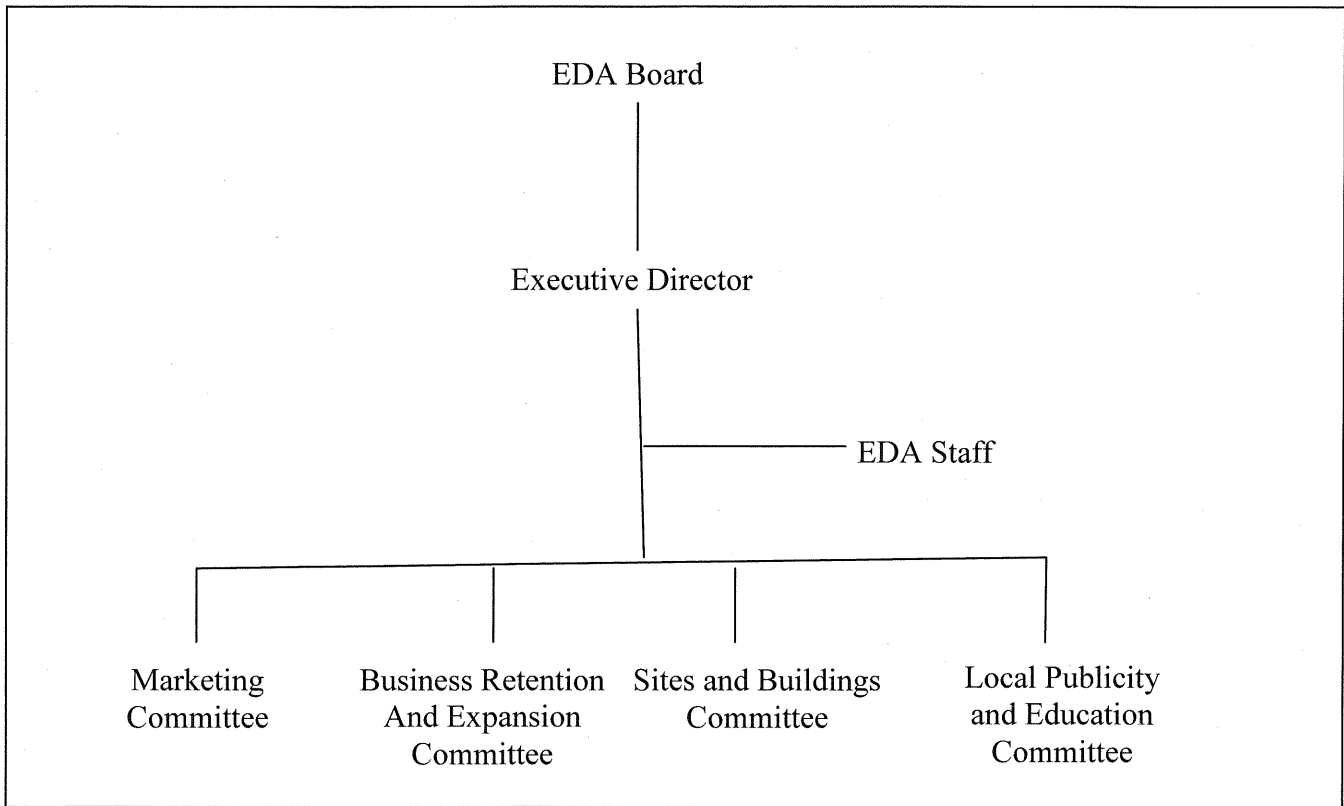 EDA Board
Executive Director
EDA Staff
Marketing
Committee
Business Retention
And Expansion
Committee
Sites and Buildings
Committee
Local Publicity
and Education
Committee